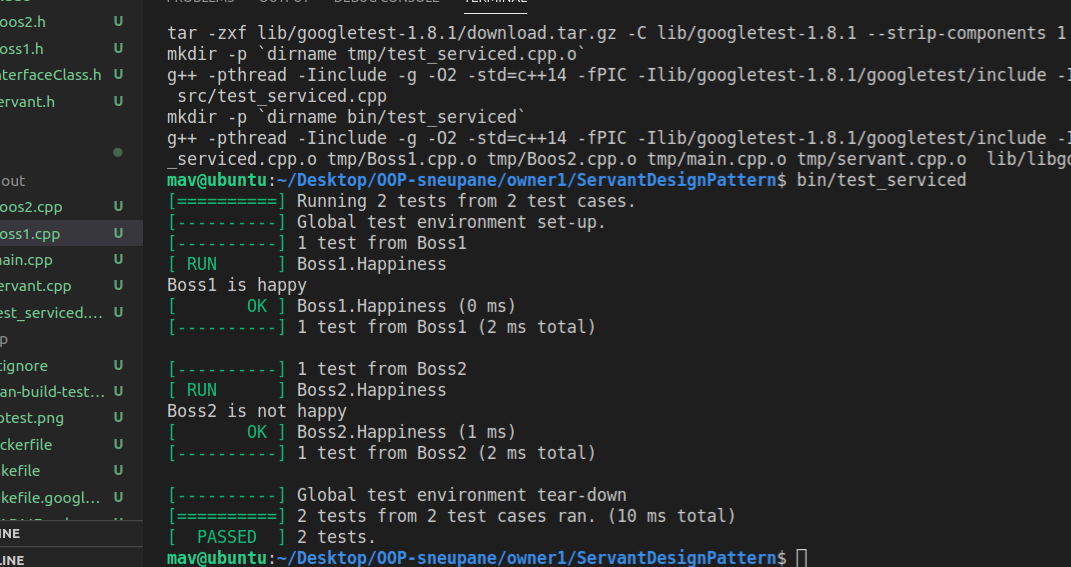 TERMINAL
oos2.h U
oss1.h U
nterfaceClass.h U
ervant.h U
out
oos2.cpp U
oss1.cpp U
ain.cpp U
ervant.cpp U
est_serviced.... U
p
tignore U
an-build-test... U
otest.png U
ckerfile U
kefile U
kefile.googl... U
INE
LINE
tar -zxf lib/googletest-1.8.1/download.tar.gz -C lib/googletest-1.8.1 --strip-components 1
mkdir -p `dirname tmp/test_serviced.cpp.o`
g++ -pthread -Iinclude -g -O2 -std=c++14 -fPIC -Ilib/googletest-1.8.1/googletest/include -I
src/test_serviced.cpp
mkdir -p `dirname bin/test_serviced`
g++ -pthread -Iinclude -g -O2 -std=c++14 -fPIC -Ilib/googletest-1.8.1/googletest/include -I
_serviced.cpp.o tmp/Boss1.cpp.o tmp/Boos2.cpp.o tmp/main.cpp.o tmp/servant.cpp.o lib/libgo
mav@ubuntu:~/Desktop/OOP-sneupane/owner1/ServantDesignPattern$ bin/test_serviced
[==========] Running 2 tests from 2 test cases.
[----------] Global test environment set-up.
[----------] 1 test from Boss1
[ RUN      ] Boss1.Happiness
Boss1 is happy
[       OK ] Boss1.Happiness (0 ms)
[----------] 1 test from Boss1 (2 ms total)
[----------] 1 test from Boss2
[ RUN      ] Boss2.Happiness
Boss2 is not happy
[       OK ] Boss2.Happiness (1 ms)
[----------] 1 test from Boss2 (2 ms total)
[----------] Global test environment tear-down
[==========] 2 tests from 2 test cases ran. (10 ms total)
[  PASSED  ] 2 tests.
mav@ubuntu:~/Desktop/OOP-sneupane/owner1/ServantDesignPattern$